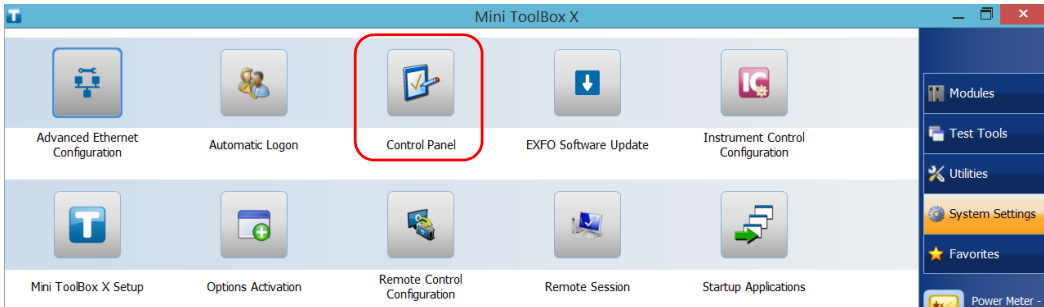 Mini ToolBox X
Advanced Ethernet
Configuration
Automatic Logon
Control Panel
EXFO Software Update
Instrument Control
Configuration
Mini ToolBox X Setup
Options Activation
Remote Control
Configuration
Remote Session
Startup Applications
Modules
Test Tools
Utilities
System Settings
Favorites
Power Meter -